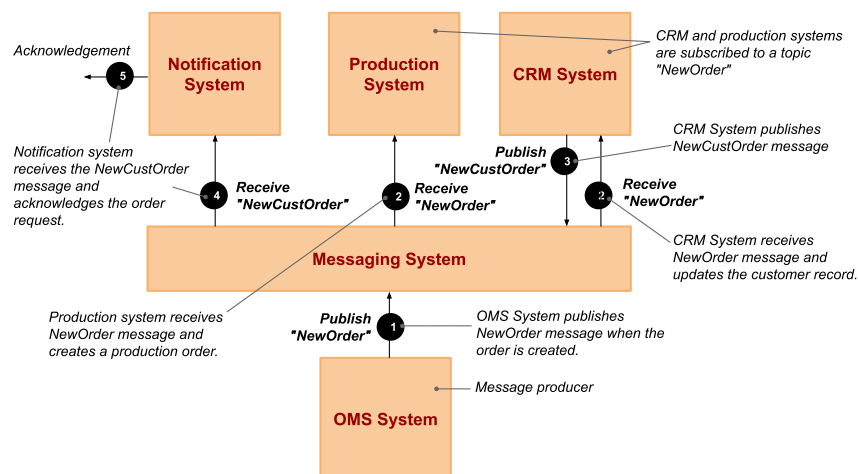 Acknowledgement
5
Notification
System
Production
System
CRM System
CRM and production systems
are subscribed to a topic
"NewOrder"
Notification system
receives the NewCustOrder
message and
acknowledges the order
request.
4
Receive
"NewCustOrder"
2
Receive
"NewOrder"
Publish
"NewCustOrder"
3
CRM System publishes
NewCustOrder message
2
Receive
"NewOrder"
CRM System receives
NewOrder message and
updates the customer record.
Messaging System
Production system receives
NewOrder message and
creates a production order.
Publish
"NewOrder"
1
OMS System publishes
NewOrder message when the
order is created.
Message producer
OMS System